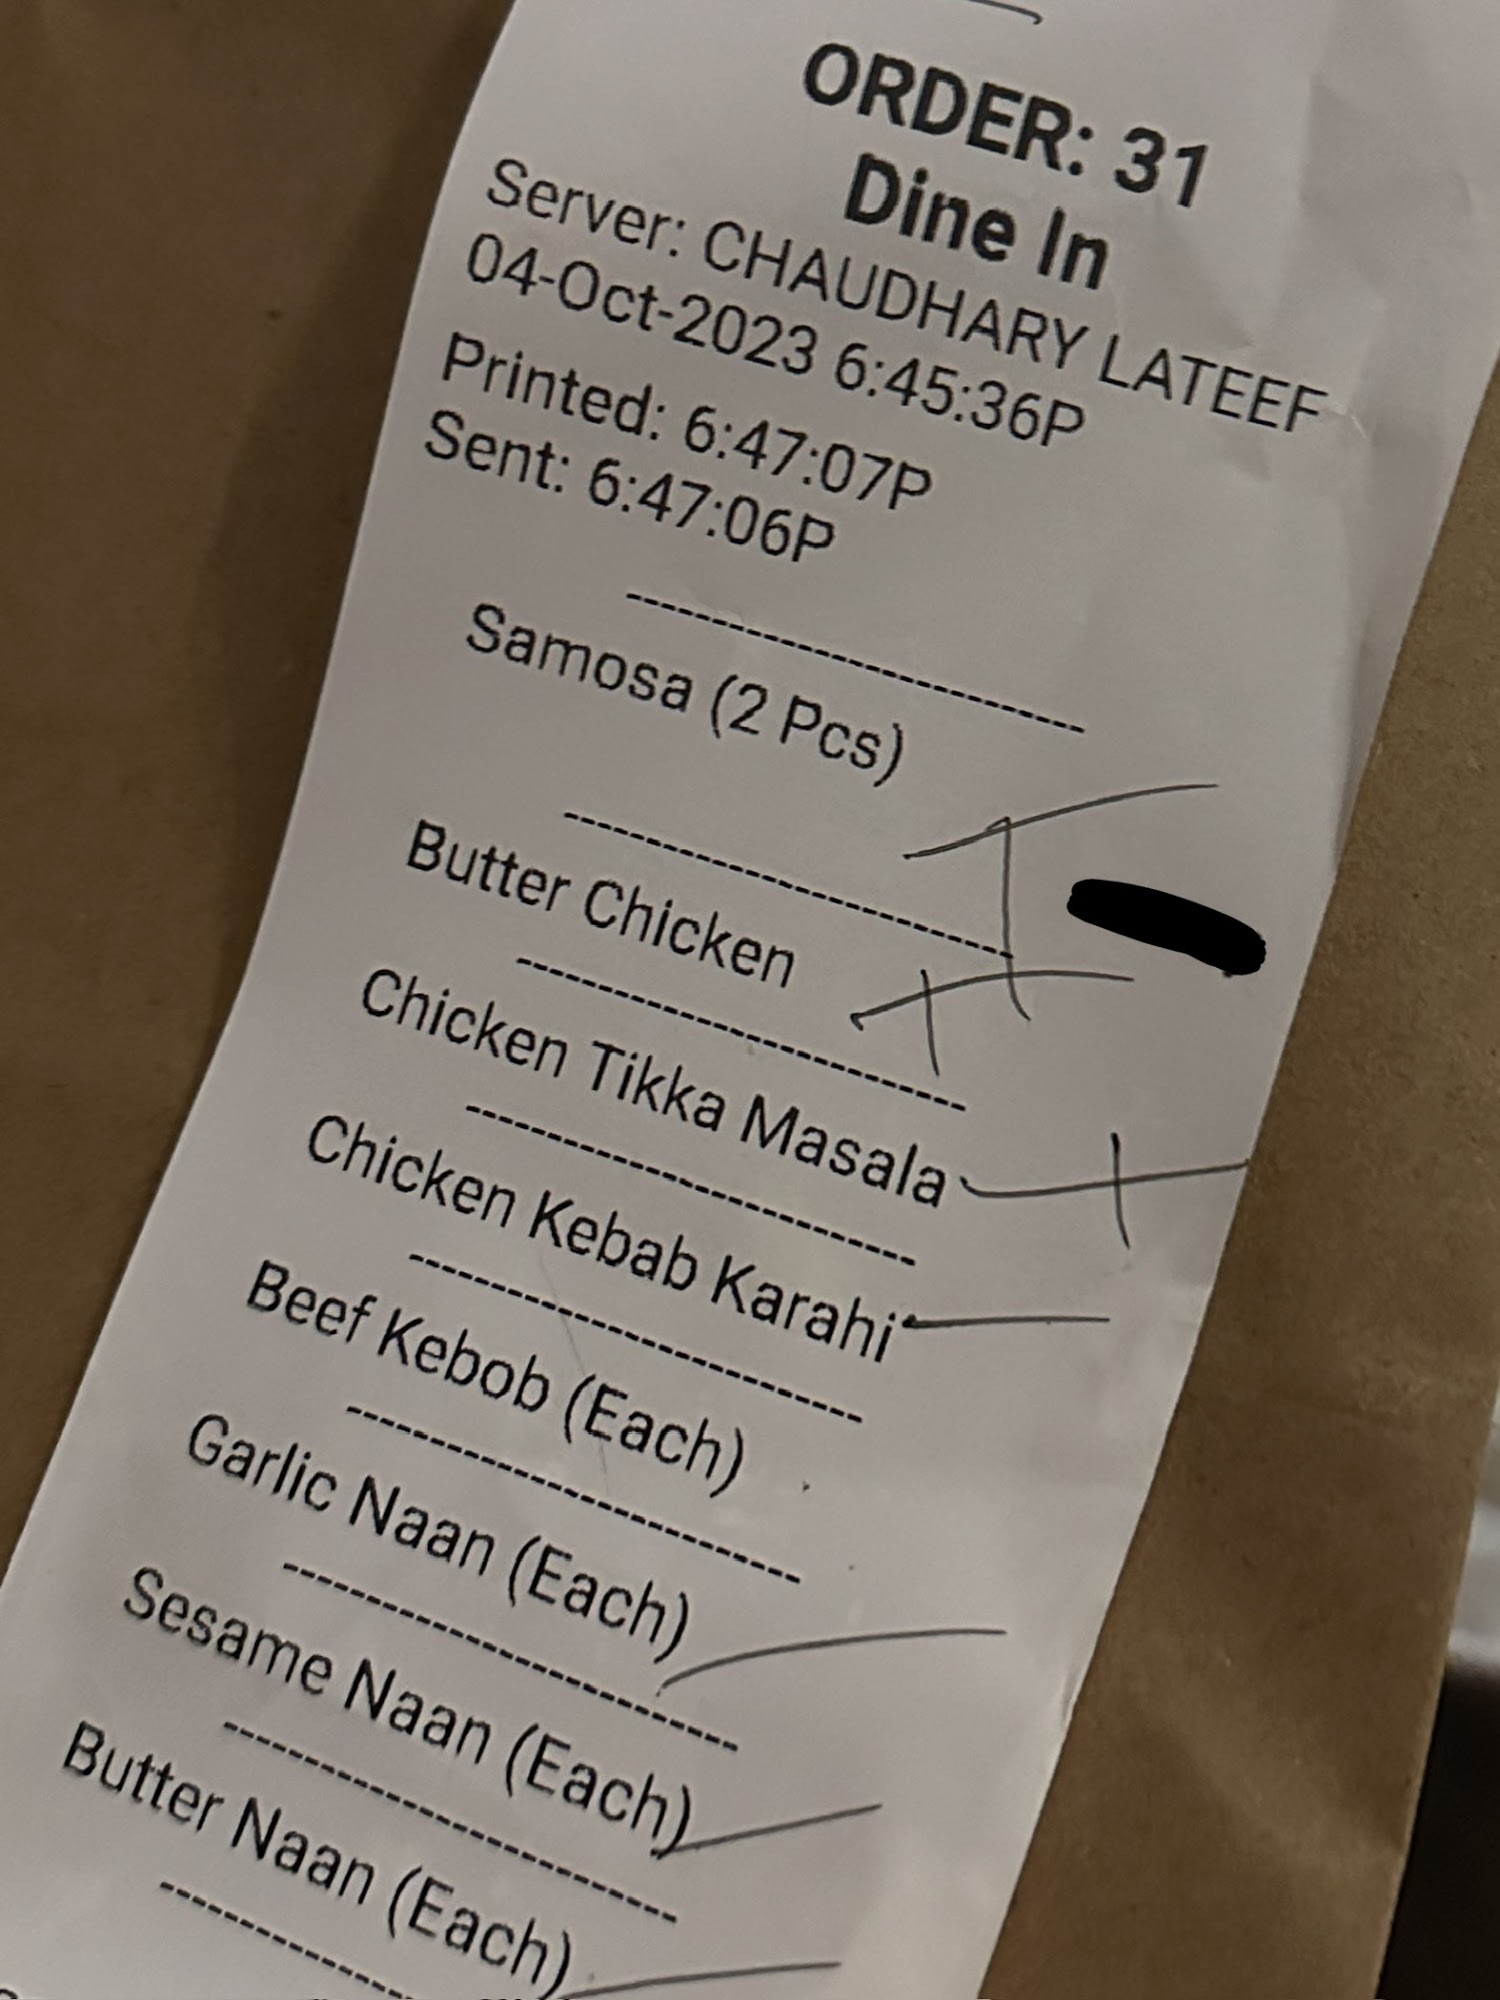 ORDER: 31
Dine In
Server: CHAUDHARY LATEEF
04-Oct-2023 6:45:36P
Printed: 6:47:07P
Sent: 6:47:06P
Samosa (2 Pcs)
Butter Chicken
Chicken Tikka Masala
Chicken Kebab Karahi
Beef Kebob (Each)
Garlic Naan (Each)
Sesame Naan (Each)
Butter Naan (Each)